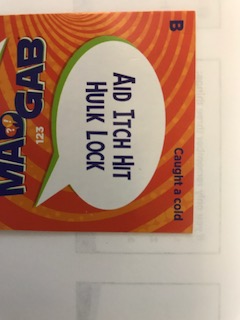 B
Caught a cold
AID ITCH HIT
HULK LOCK
MAD GAB
123